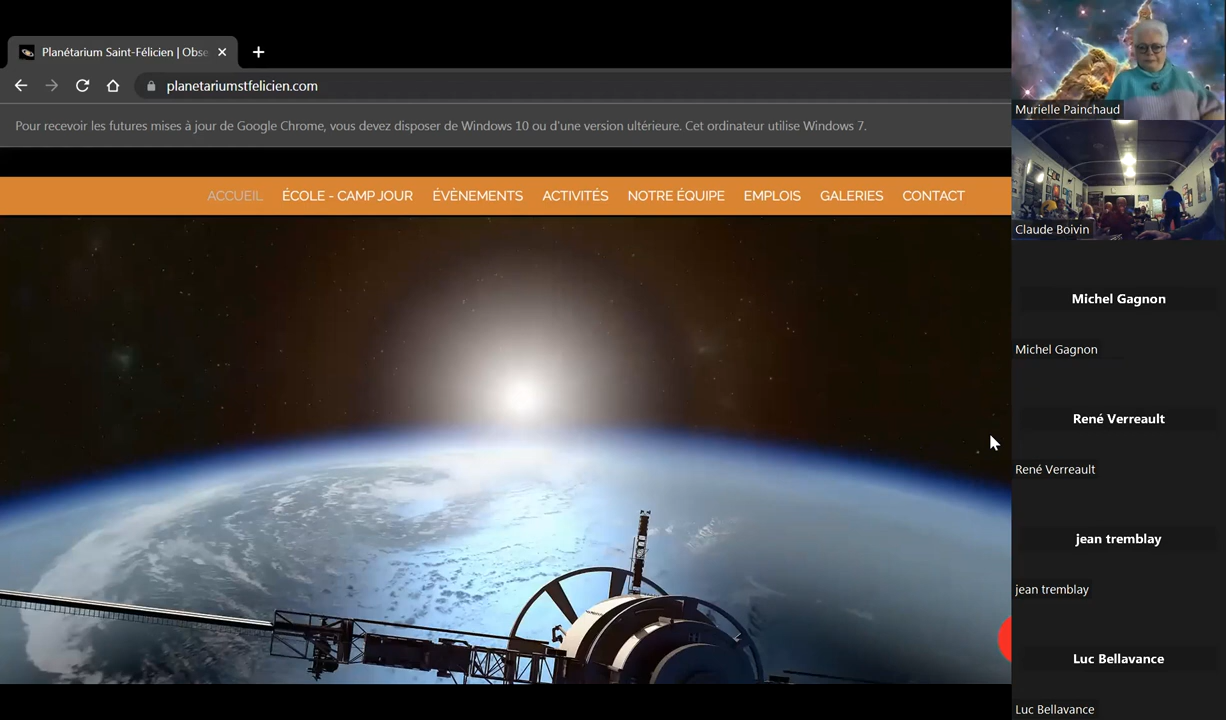 Planétarium Saint-Félicien | Obse
planetariumstfelicien.com
Pour recevoir les futures mises à jour de Google Chrome, vous devez disposer de Windows 10 ou d'une version ultérieure. Cet ordinateur utilise Windows 7.
ACCUEIL ÉCOLE - CAMP JOUR ÉVÈNEMENTS ACTIVITÉS NOTRE ÉQUIPE EMPLOIS GALERIES CONTACT
Murielle Painchaud
Claude Boivin
Michel Gagnon
Michel Gagnon
René Verreault
René Verreault
jean tremblay
jean tremblay
Luc Bellavance
Luc Bellavance